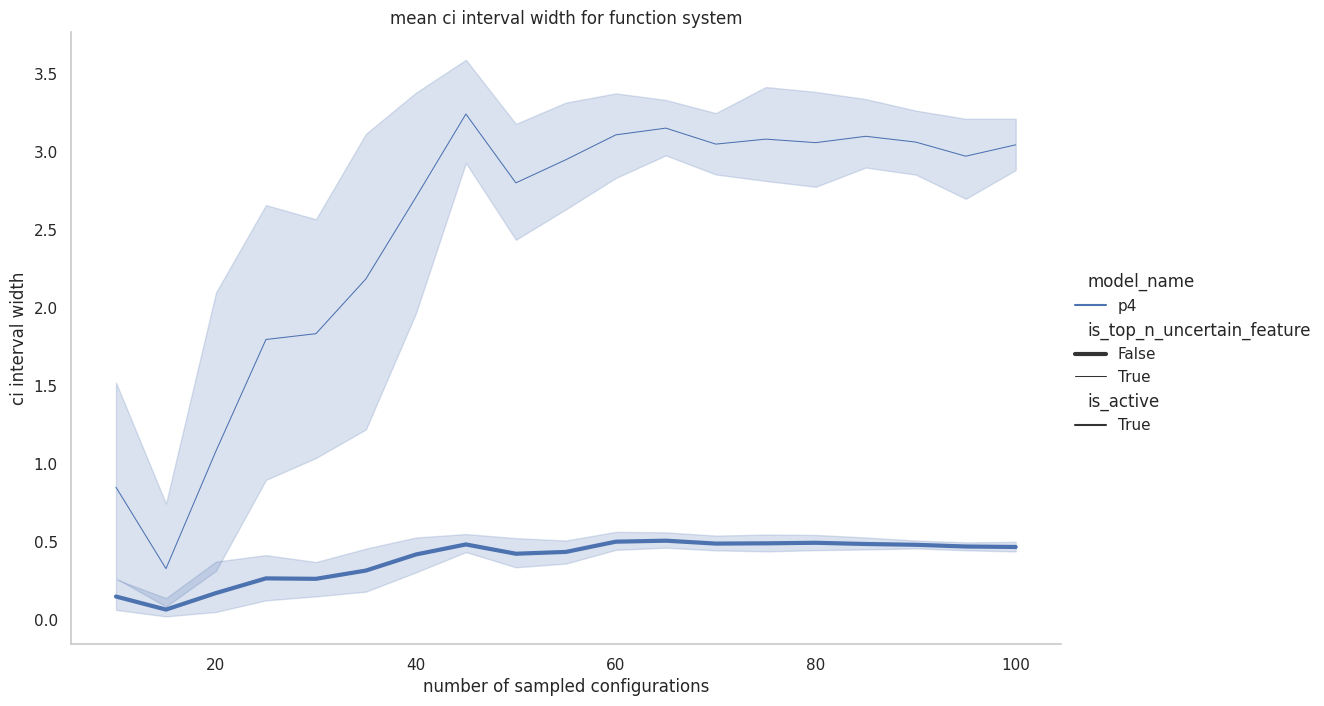 mean ci interval width for function system
ci interval width
3.5
3.0
2.5
2.0
1.5
1.0
0.5
0.0
20
40
60
80
100
number of sampled configurations
model_name
p4
is_top_n_uncertain_feature
False
True
is_active
True